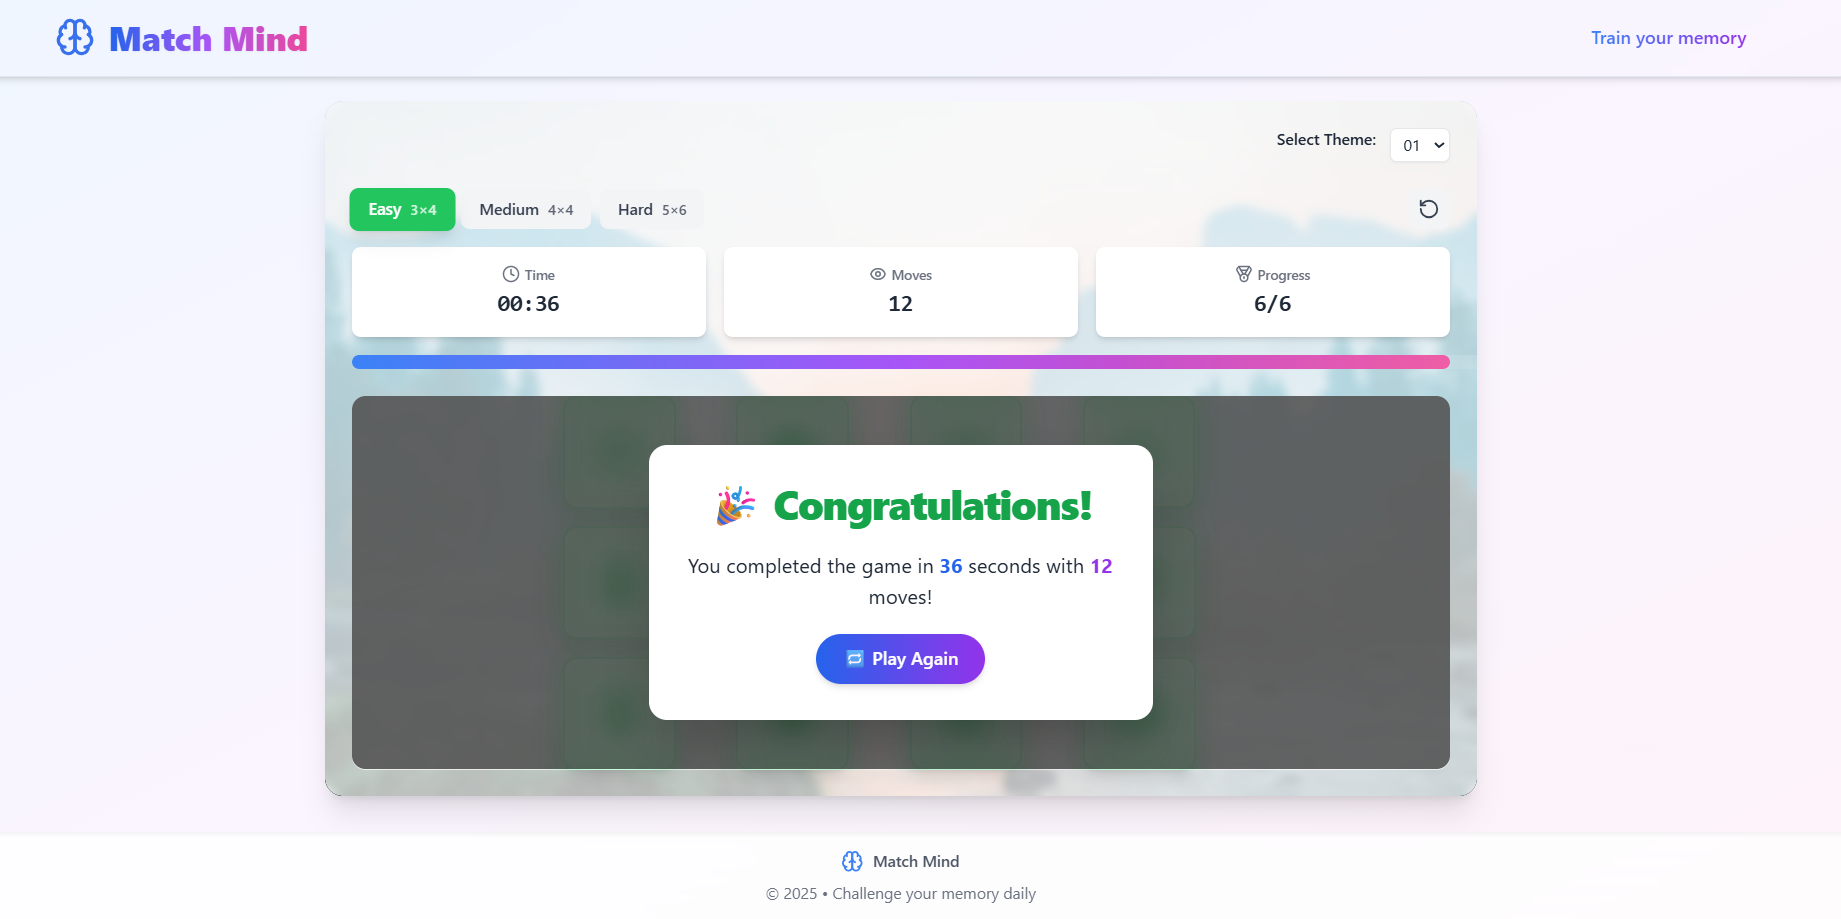 Match Mind
Train your memory
Select Theme: 01
Easy 3×4 Medium 4×4 Hard 5×6
Time
00:36
Moves
12
Progress
6/6
🎉 Congratulations!
You completed the game in 36 seconds with 12
moves!
🔁 Play Again
Match Mind
© 2025 • Challenge your memory daily